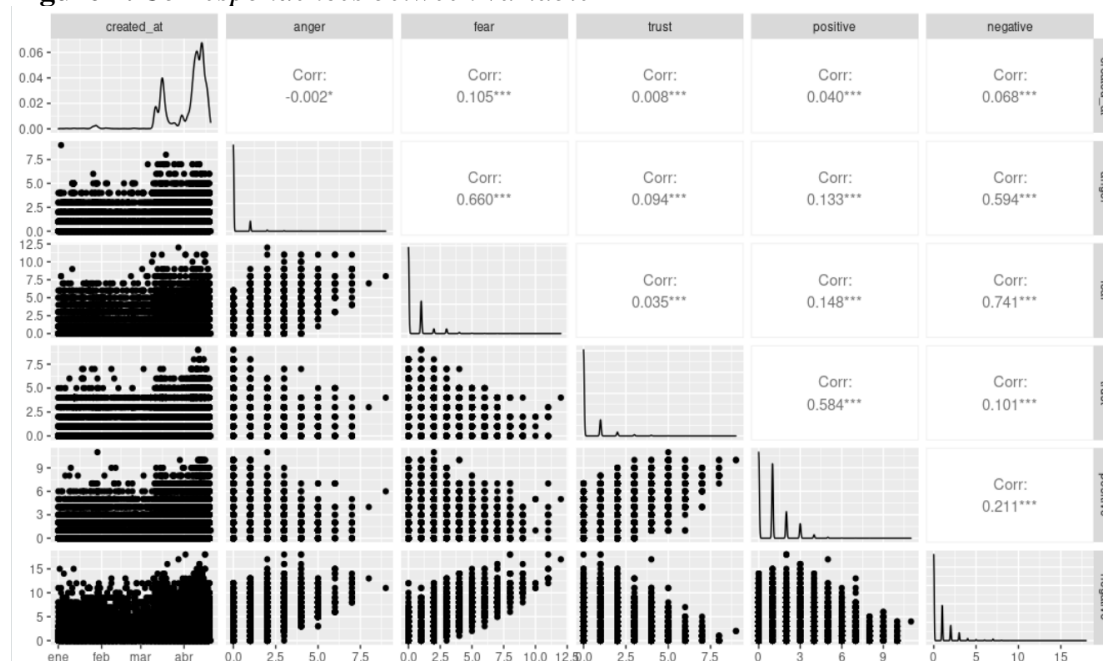 created_at anger fear trust positive negative
0.06
0.04
0.02
0.00
Corr: Corr: Corr: Corr: Corr:
-0.002* 0.105*** 0.008*** 0.040*** 0.068***
7.5
5.0
2.5
0.0
Corr: Corr: Corr: Corr:
0.660*** 0.094*** 0.133*** 0.594***
12.5
10.0
7.5
5.0
2.5
0.0
Corr: Corr: Corr:
0.035*** 0.148*** 0.741***
7.5
5.0
2.5
0.0
Corr: Corr:
0.584*** 0.101***
9
6
3
0
Corr:
0.211***
15
10
5
0
ene feb mar abr 0.0 2.5 5.0 7.5 0.0 2.5 5.0 7.5 10.0 12.5 0.0 2.5 5.0 7.5 0 3 6 9 0 5 10 15